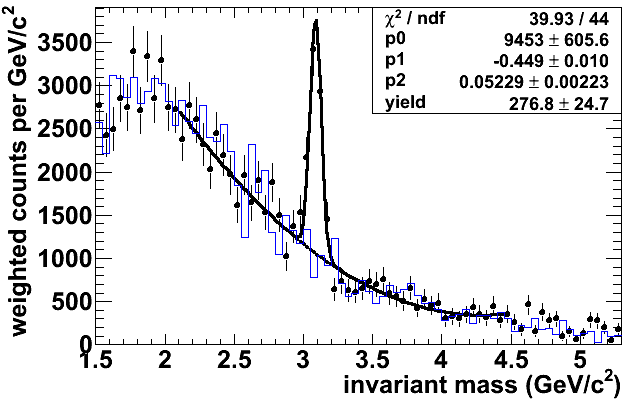 χ² / ndf 39.93 / 44
p0 9453 ± 605.6
p1 -0.449 ± 0.010
p2 0.05229 ± 0.00223
yield 276.8 ± 24.7
weighted counts per GeV/c²
3500
3000
2500
2000
1500
1000
500
0
1.5 2 2.5 3 3.5 4 4.5 5
invariant mass (GeV/c²)